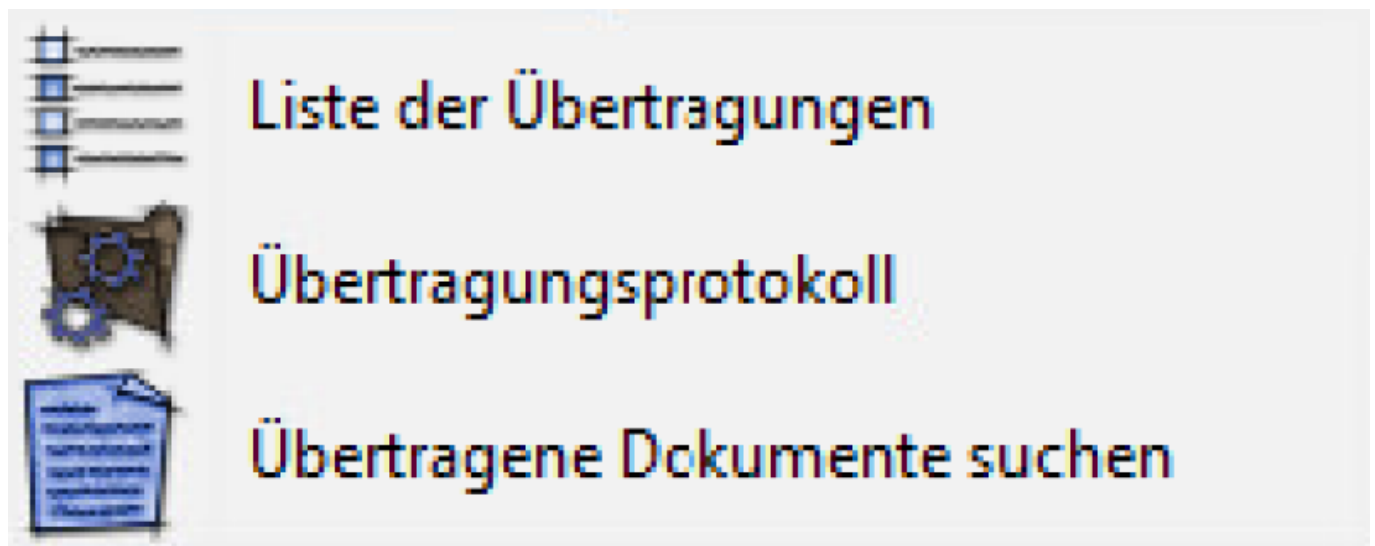 Liste der Übertragungen
Übertragungsprotokoll
Übertragene Dokumente suchen